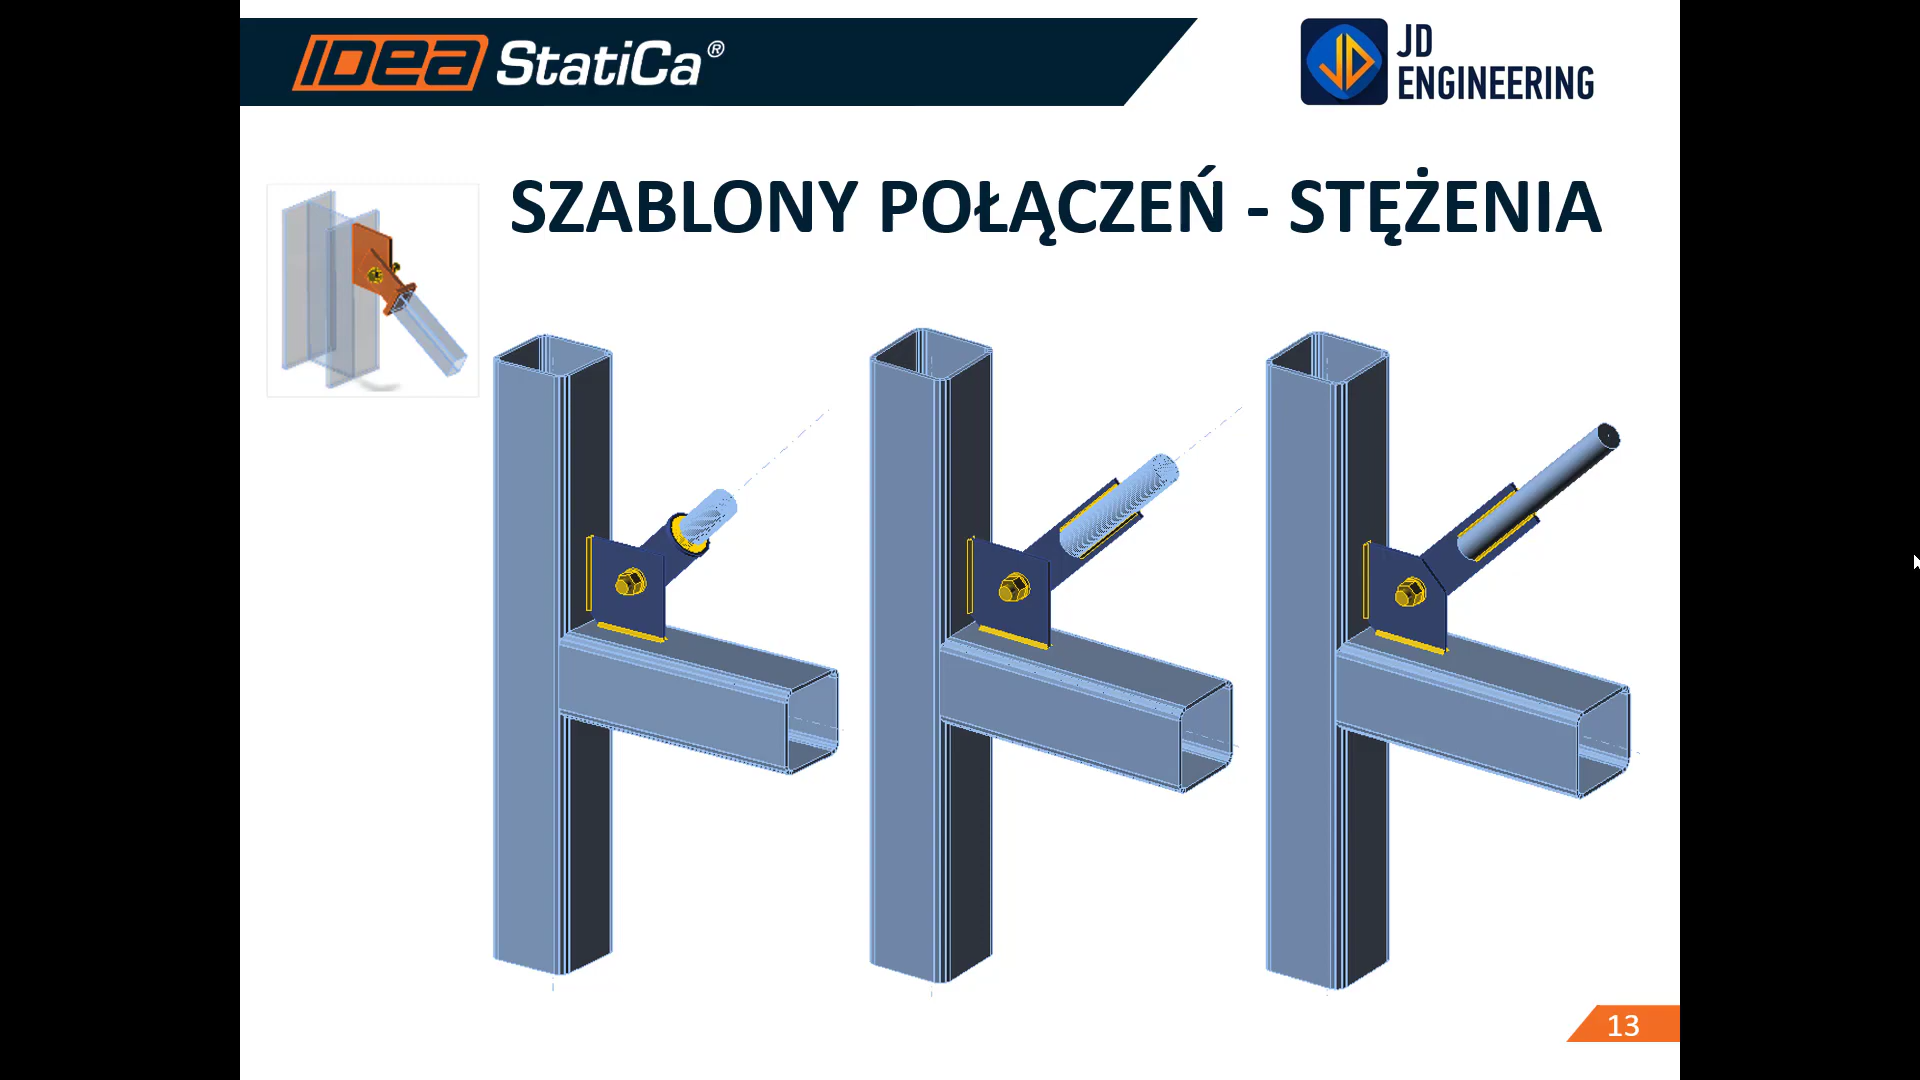 IDEA StatiCa®
JD
ENGINEERING
SZABLONY POŁĄCZEŃ - STĘŻENIA
13